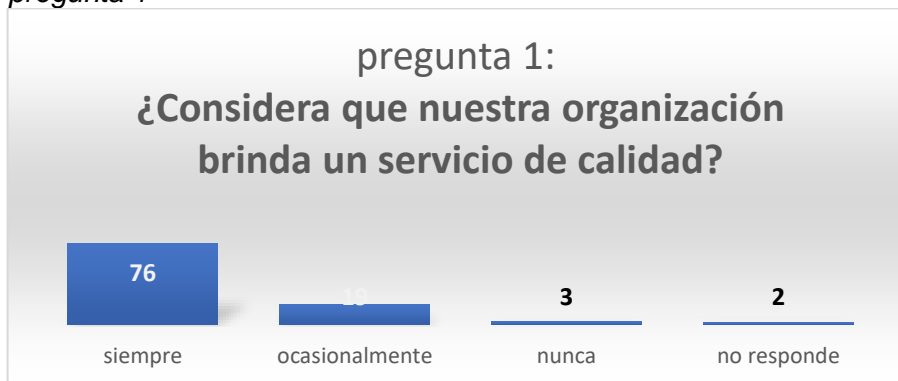 pregunta 1:
¿Considera que nuestra organización
brinda un servicio de calidad?
76
19
3
2
siempre
ocasionalmente
nunca
no responde